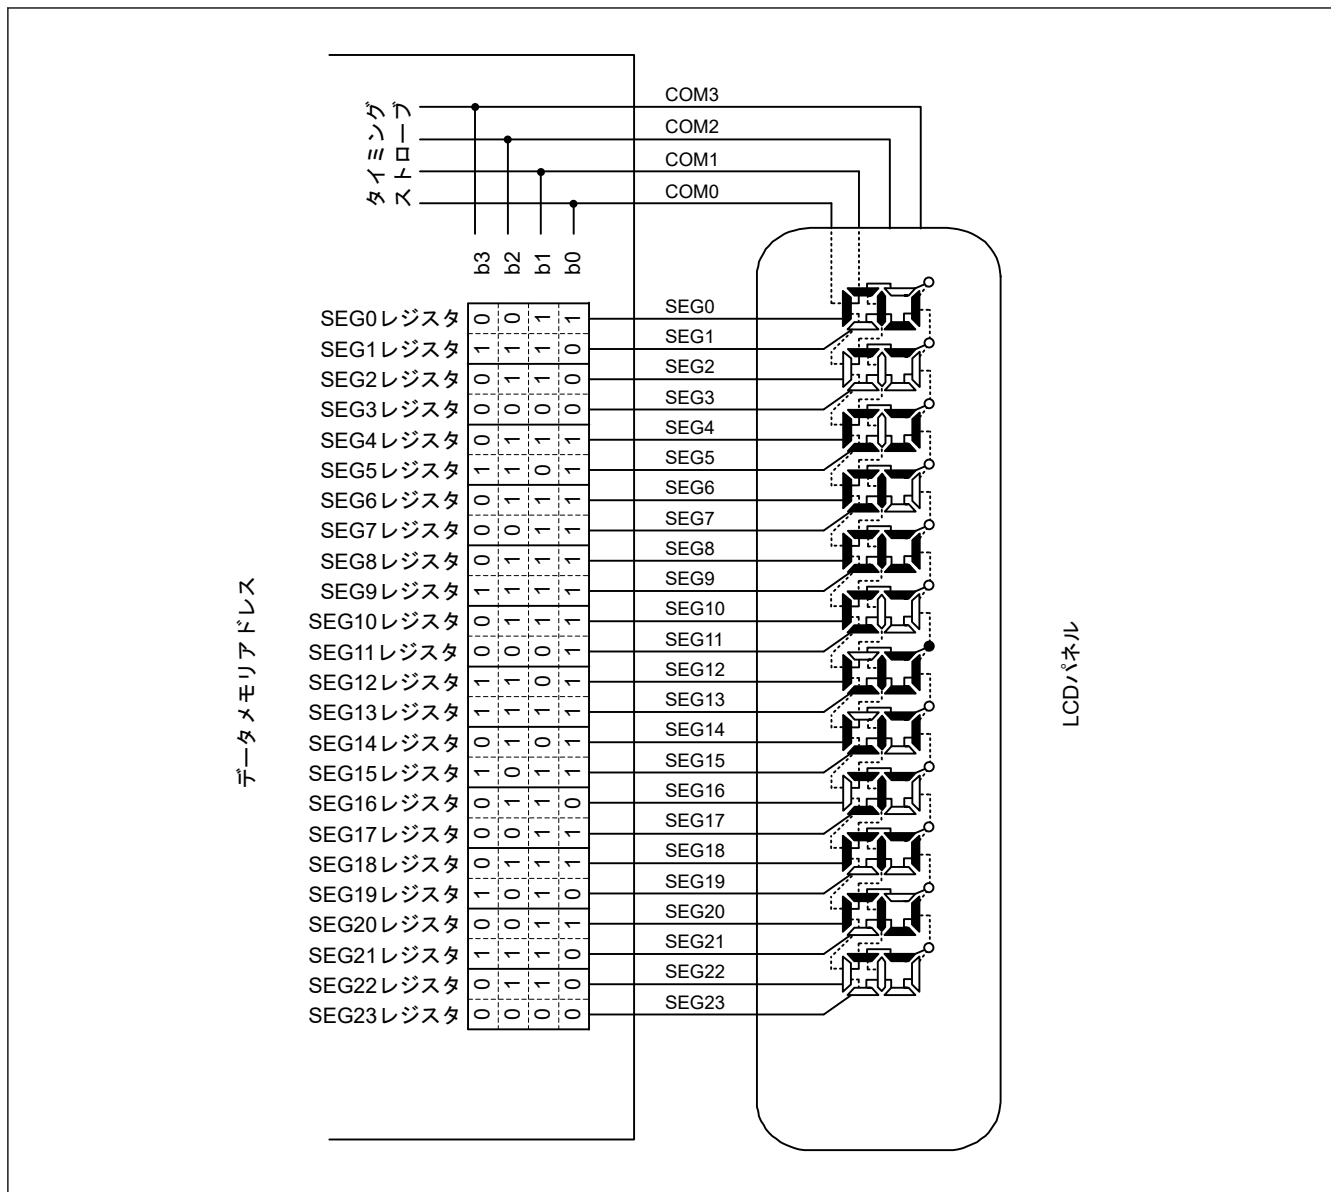 COM3
COM2
COM1
COM0
タイミング
ストローブ
b3 b2 b1 b0
SEG0レジスタ 0 0 1 1 SEG0
SEG1レジスタ 1 1 1 0 SEG1
SEG2レジスタ 0 1 1 0 SEG2
SEG3レジスタ 0 0 0 0 SEG3
SEG4レジスタ 0 1 1 1 SEG4
SEG5レジスタ 1 1 0 1 SEG5
SEG6レジスタ 0 1 1 1 SEG6
SEG7レジスタ 0 0 1 1 SEG7
SEG8レジスタ 0 1 1 1 SEG8
SEG9レジスタ 1 1 1 1 SEG9
SEG10レジスタ 0 1 1 1 SEG10
SEG11レジスタ 0 0 0 1 SEG11
SEG12レジスタ 1 1 0 1 SEG12
SEG13レジスタ 1 1 1 1 SEG13
SEG14レジスタ 0 1 0 1 SEG14
SEG15レジスタ 1 0 1 1 SEG15
SEG16レジスタ 0 1 1 0 SEG16
SEG17レジスタ 0 0 1 1 SEG17
SEG18レジスタ 0 1 1 1 SEG18
SEG19レジスタ 1 0 1 0 SEG19
SEG20レジスタ 0 0 1 1 SEG20
SEG21レジスタ 1 1 1 0 SEG21
SEG22レジスタ 0 1 1 0 SEG22
SEG23レジスタ 0 0 0 0 SEG23
データメモリアドレス
LCDパネル